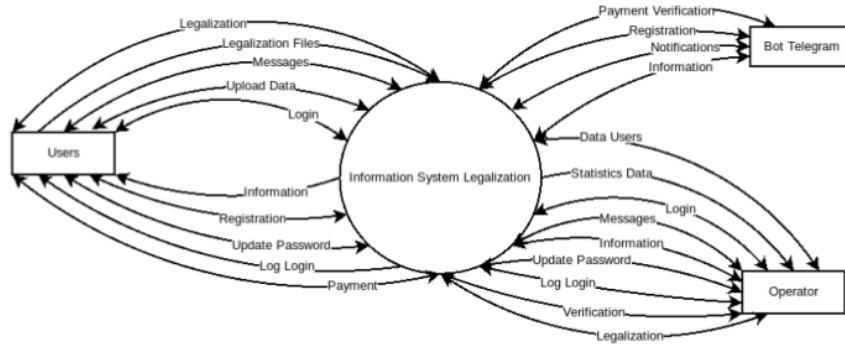 Legalization
Legalization Files
Messages
Upload Data
Login
Users
Information
Registration
Update Password
Log Login
Payment
Information System Legalization
Payment Verification
Registration
Notifications
Information
Bot Telegram
Data Users
Statistics Data
Login
Messages
Information
Update Password
Log Login
Verification
Legalization
Operator